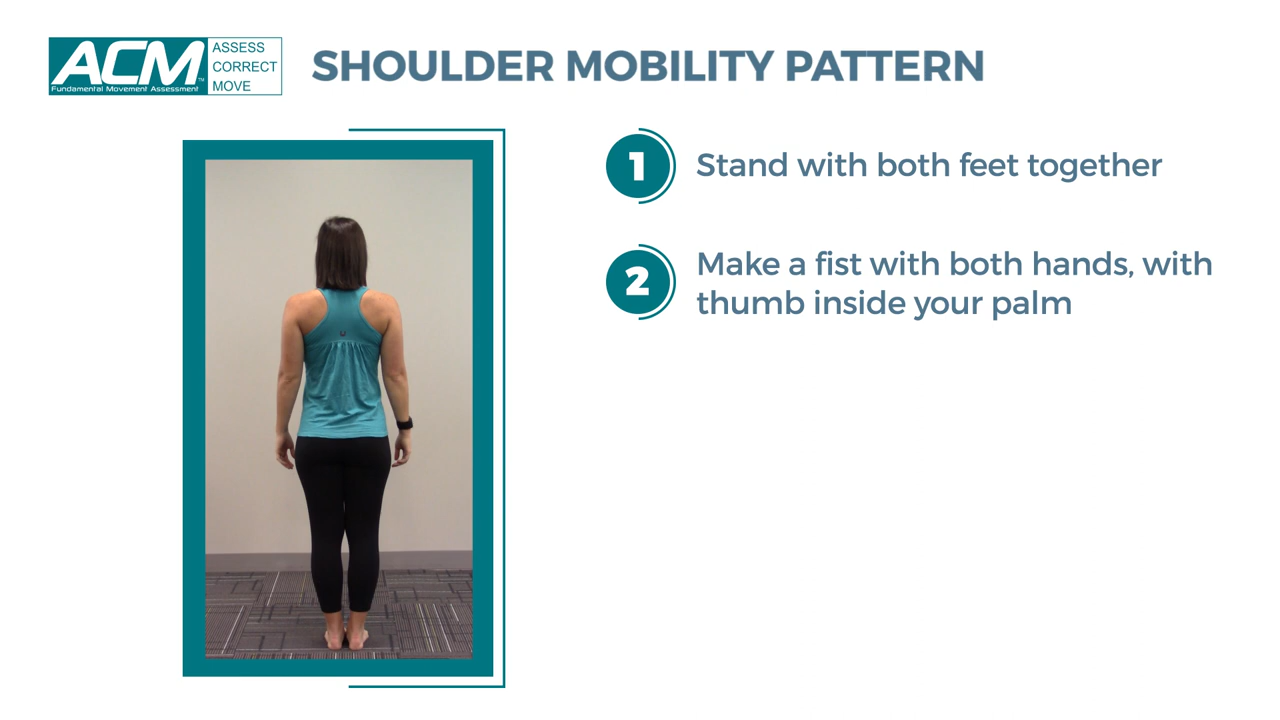 ACM™
Fundamental Movement Assessment
ASSESS
CORRECT
MOVE
SHOULDER MOBILITY PATTERN
1
Stand with both feet together
2
Make a fist with both hands, with
thumb inside your palm